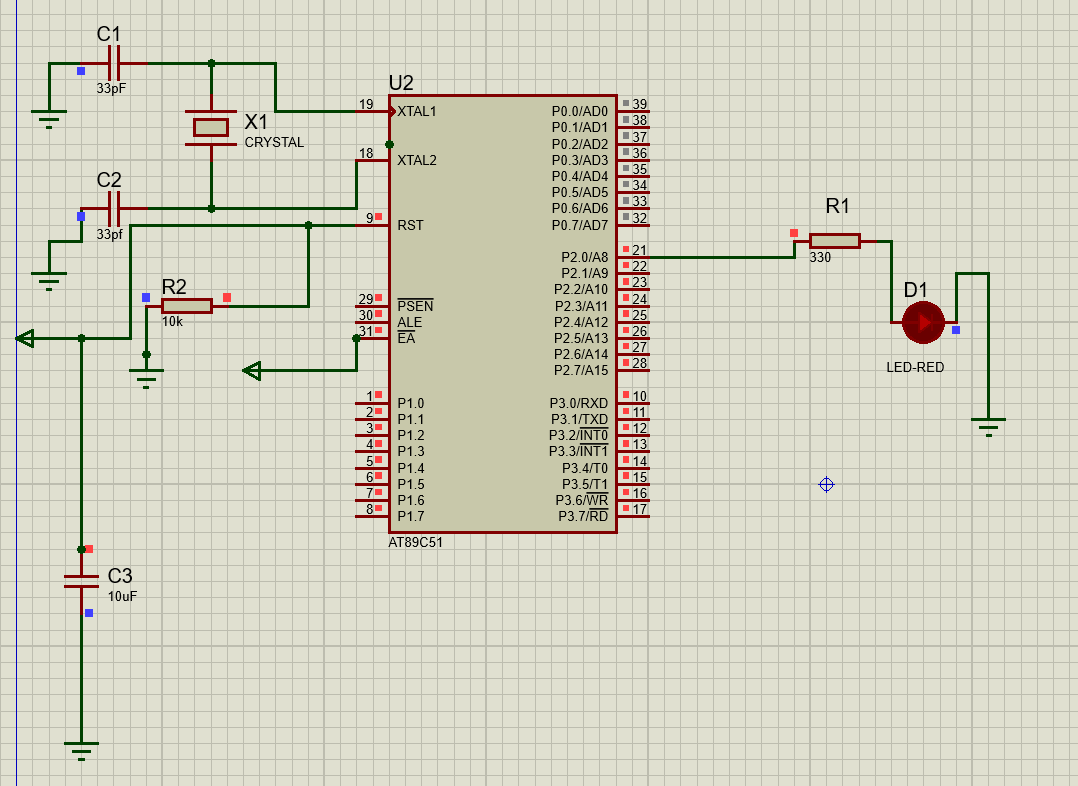 C1
33pF
X1
CRYSTAL
C2
33pf
R2
10k
C3
10uF
U2
19 XTAL1
18 XTAL2
9 RST
29 PSEN
30 ALE
31 EA
1 P1.0
2 P1.1
3 P1.2
4 P1.3
5 P1.4
6 P1.5
7 P1.6
8 P1.7
P0.0/AD0 39
P0.1/AD1 38
P0.2/AD2 37
P0.3/AD3 36
P0.4/AD4 35
P0.5/AD5 34
P0.6/AD6 33
P0.7/AD7 32
P2.0/A8 21
P2.1/A9 22
P2.2/A10 23
P2.3/A11 24
P2.4/A12 25
P2.5/A13 26
P2.6/A14 27
P2.7/A15 28
P3.0/RXD 10
P3.1/TXD 11
P3.2/INT0 12
P3.3/INT1 13
P3.4/T0 14
P3.5/T1 15
P3.6/WR 16
P3.7/RD 17
AT89C51
R1
330
D1
LED-RED